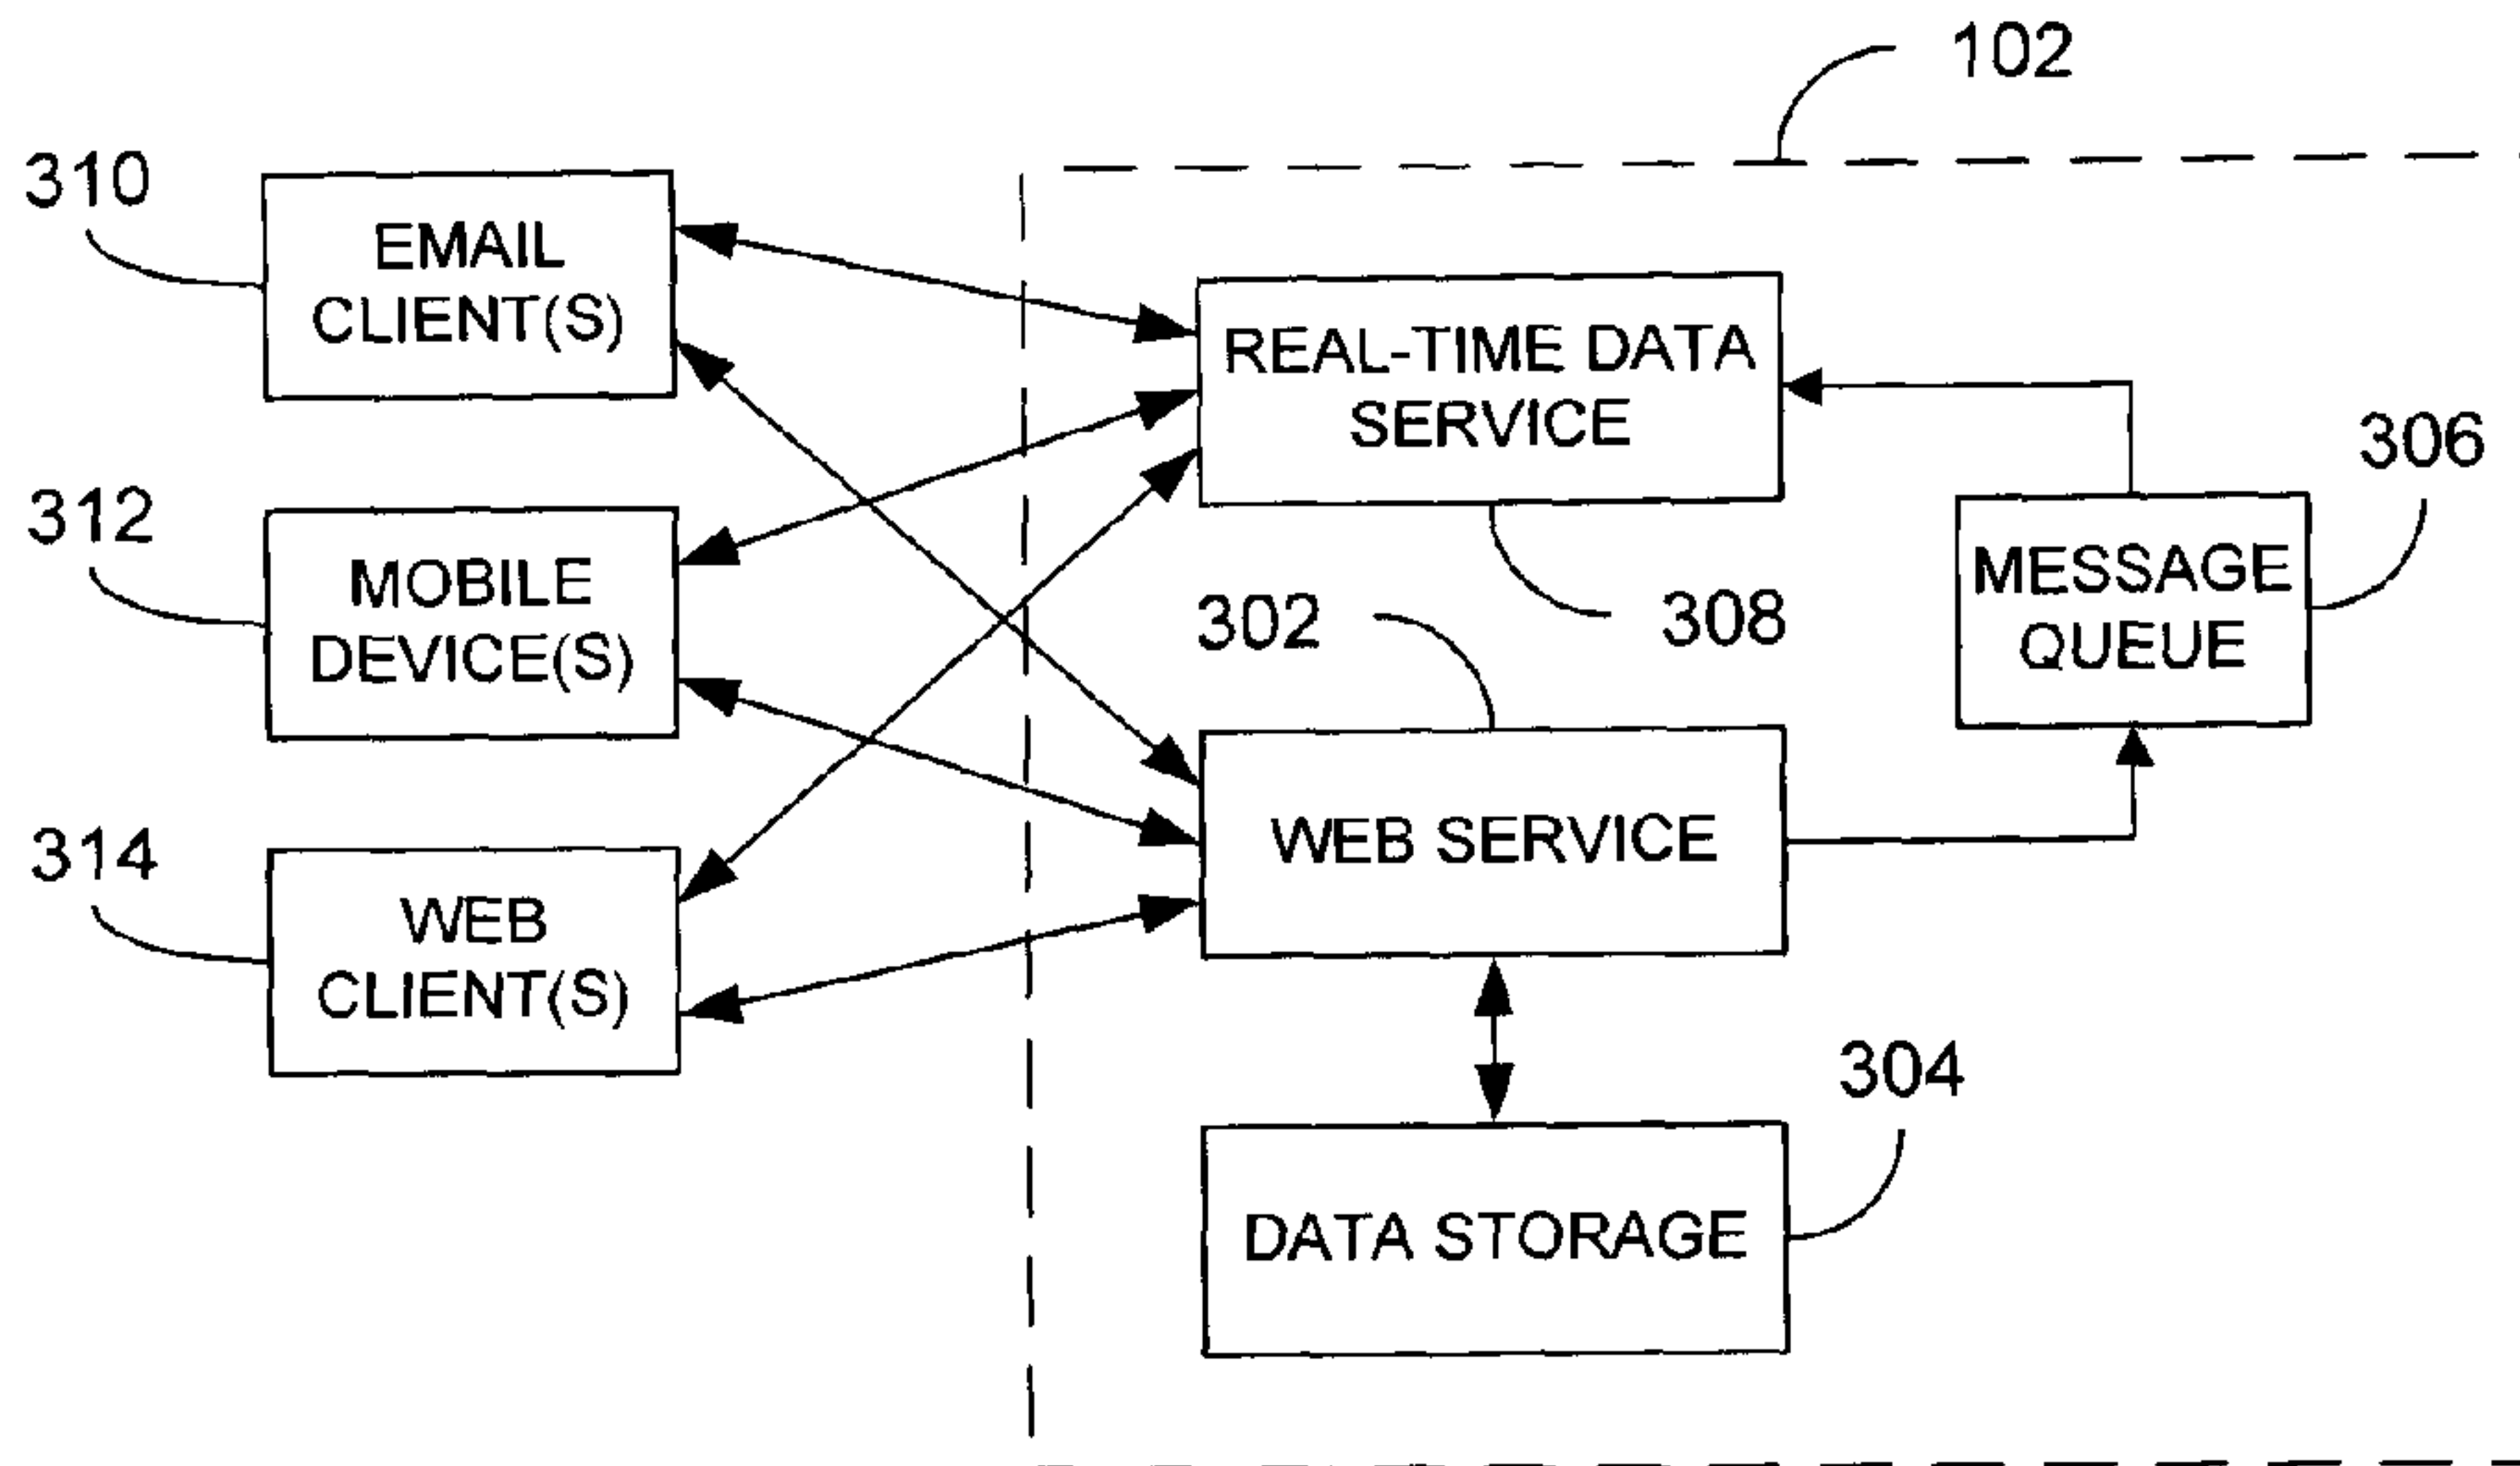 102
310
EMAIL
CLIENT(S)
REAL-TIME DATA
SERVICE
306
312
MOBILE
DEVICE(S)
MESSAGE
QUEUE
302
308
314
WEB
CLIENT(S)
WEB SERVICE
304
DATA STORAGE